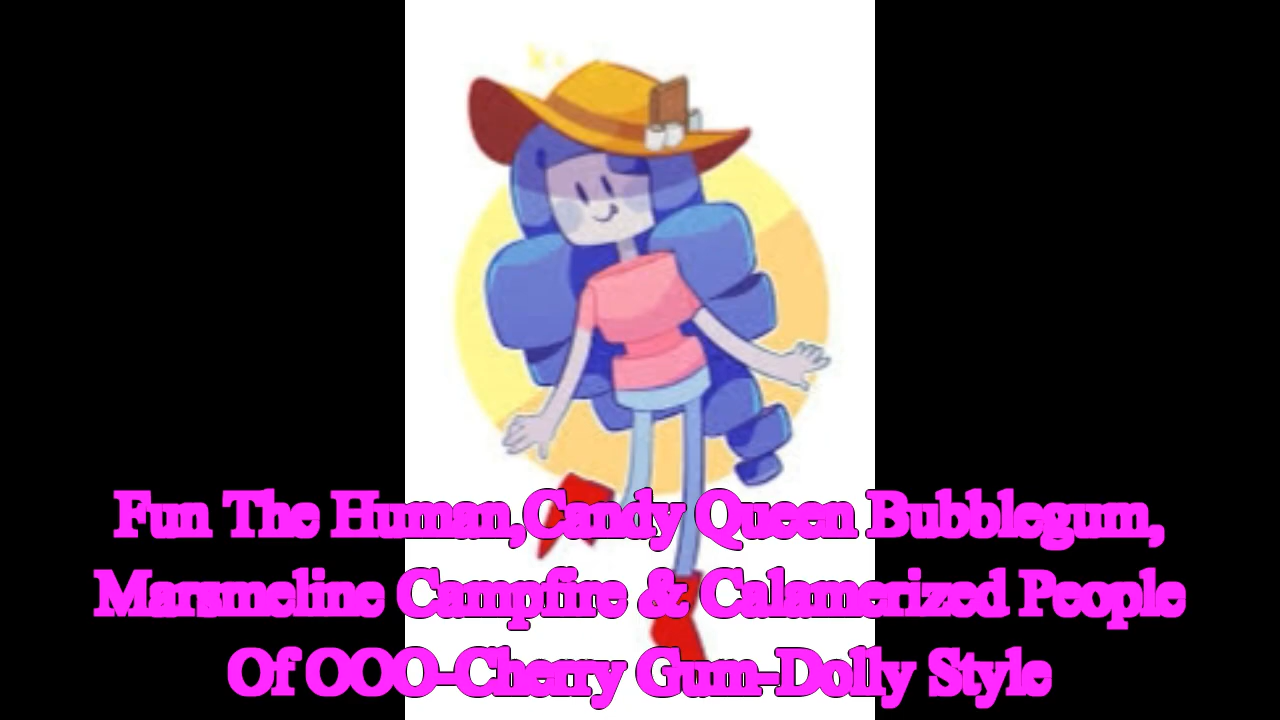 Fun The Human,Candy Queen Bubblegum,
Marsmeline Campfire & Calamerized People
Of OOO-Cherry Gum-Dolly Style